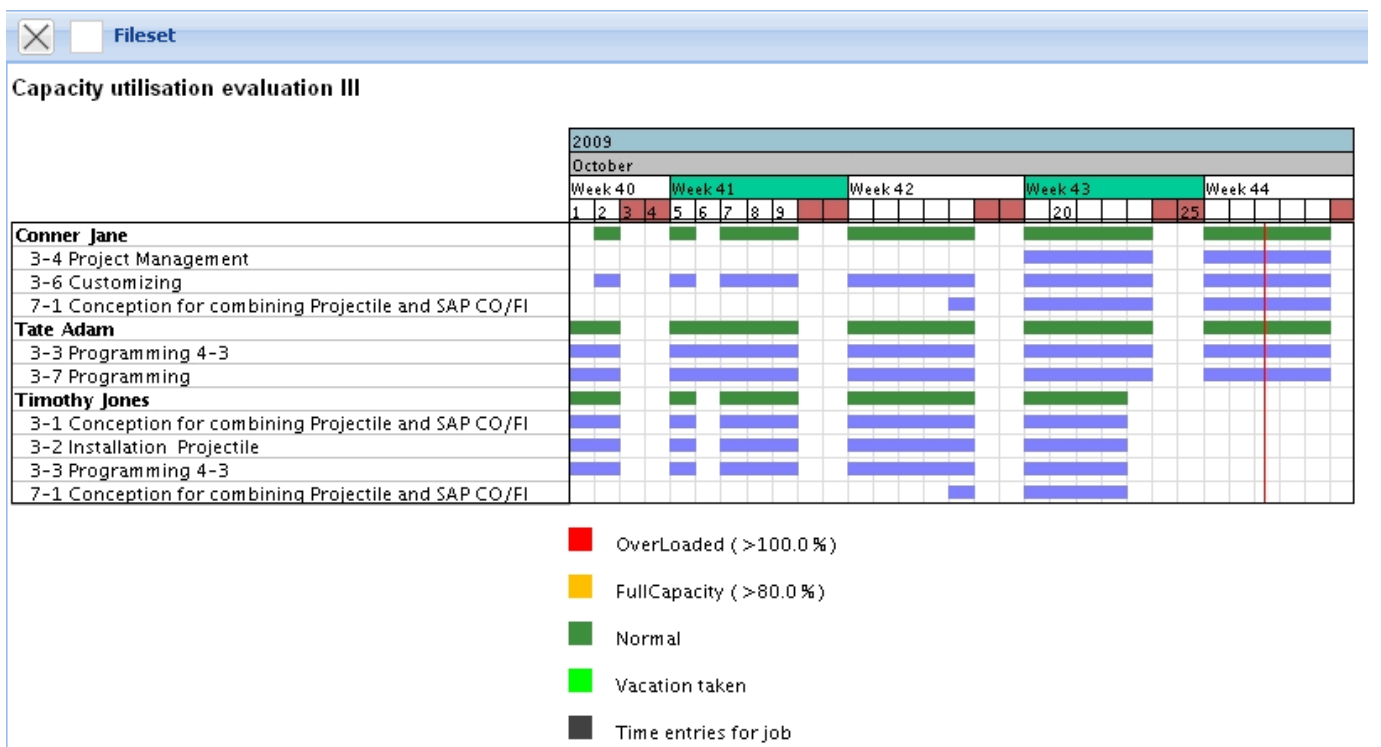 Fileset
Capacity utilisation evaluation III
2009
October
Week 40 Week 41 Week 42 Week 43 Week 44
1 2 3 4 5 6 7 8 9 20 25
Conner Jane
3-4 Project Management
3-6 Customizing
7-1 Conception for combining Projectile and SAP CO/FI
Tate Adam
3-3 Programming 4-3
3-7 Programming
Timothy Jones
3-1 Conception for combining Projectile and SAP CO/FI
3-2 Installation Projectile
3-3 Programming 4-3
7-1 Conception for combining Projectile and SAP CO/FI
OverLoaded (>100.0%)
FullCapacity (>80.0%)
Normal
Vacation taken
Time entries for job